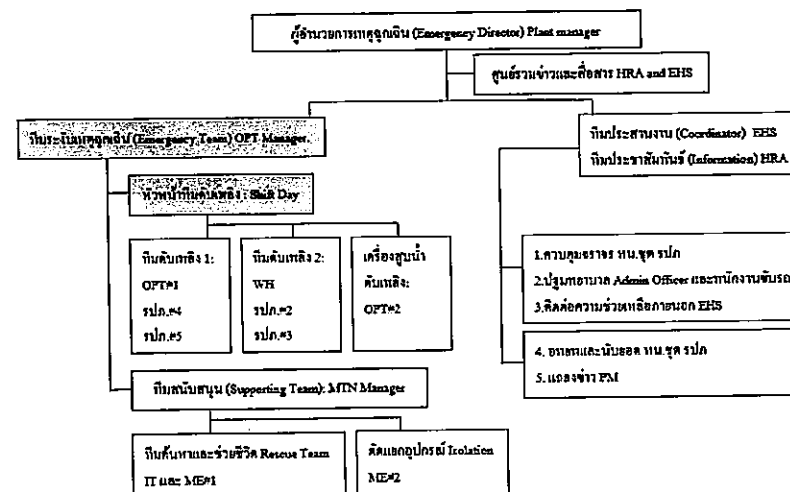 ผู้อำนวยการเหตุฉุกเฉิน (Emergency Director) Plant manager
ศูนย์รวมข่าวและสื่อสาร HRA and EHS
ทีมระงับเหตุฉุกเฉิน (Emergency Team) OPT Manager.
ทีมประสานงาน (Coordinator) EHS
ทีมประชาสัมพันธ์ (Information) HRA
หัวหน้าทีมดับเพลิง : Shift Day
ทีมดับเพลิง 1:
OPT#1
รปภ.#4
รปภ.#5
ทีมดับเพลิง 2:
WH
รปภ.#2
รปภ.#3
เครื่องสูบน้ำ
ดับเพลิง:
OPT#2
1.ควบคุมจราจร หน.ชุด รปภ
2.ปฐมพยาบาล Admin Officer และพนักงานขับรถ
3.ติดต่อความช่วยเหลือภายนอก EHS
4. อพยพและนับยอด หน.ชุด รปภ
5. แถลงข่าว PM
ทีมสนับสนุน (Supporting Team): MTN Manager
ทีมค้นหาและช่วยชีวิต Rescue Team
IT และ ME#1
ตัดแยกอุปกรณ์ Isolation
ME#2